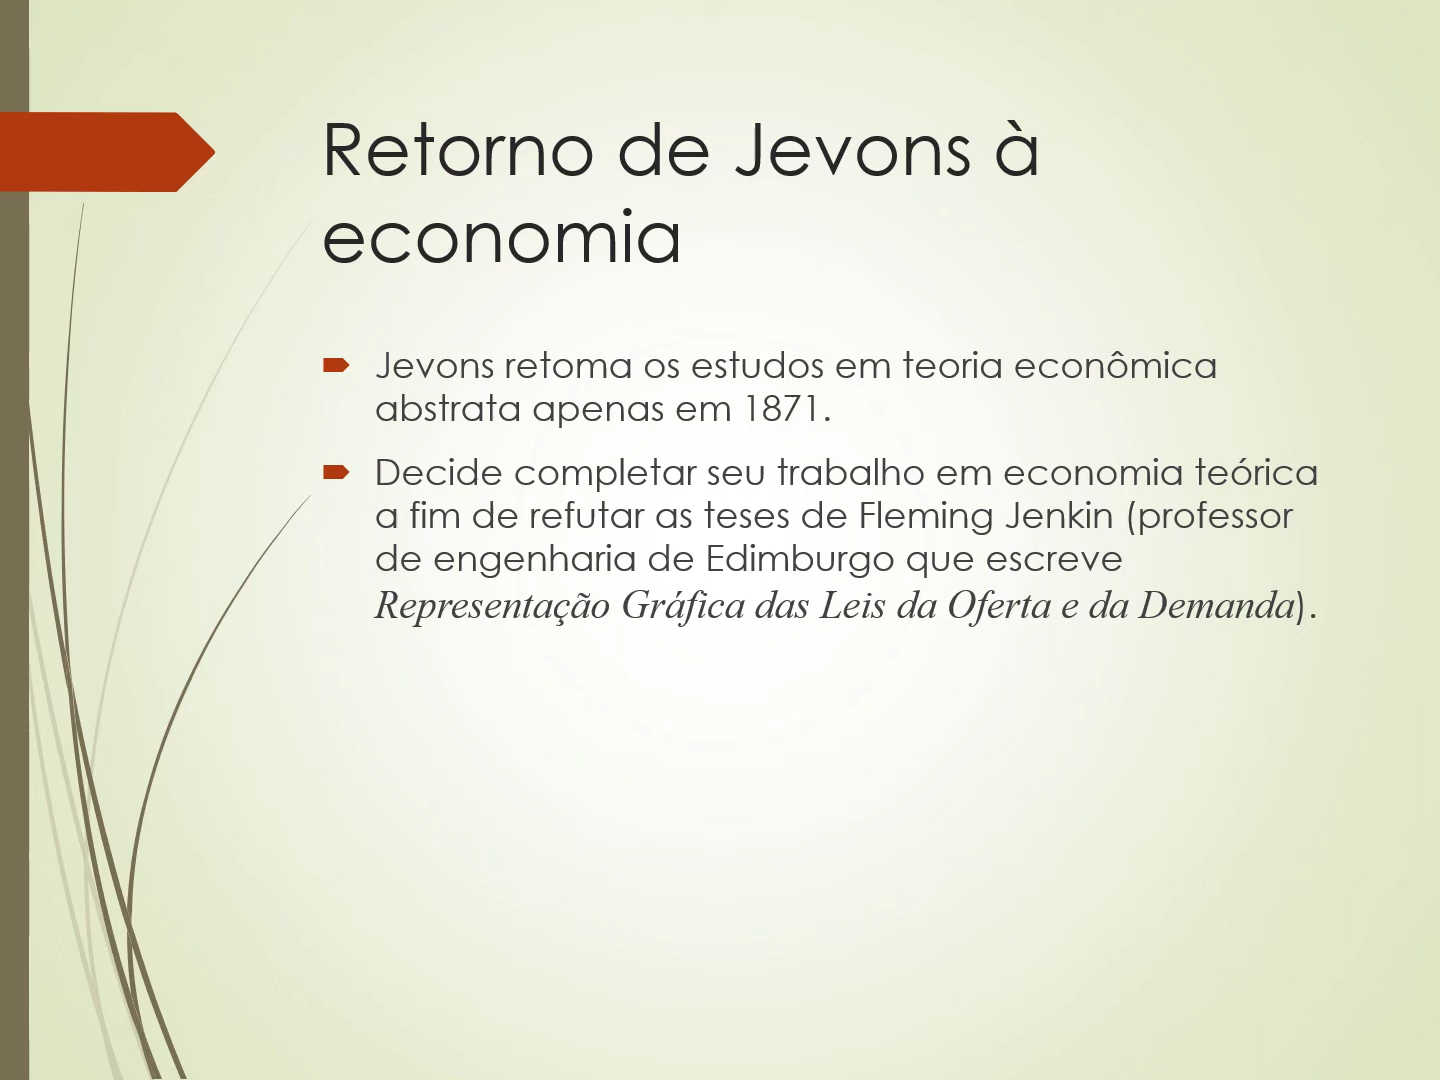 Retorno de Jevons à
economia
Jevons retoma os estudos em teoria econômica
abstrata apenas em 1871.
Decide completar seu trabalho em economia teórica
a fim de refutar as teses de Fleming Jenkin (professor
de engenharia de Edimburgo que escreve
Representação Gráfica das Leis da Oferta e da Demanda).